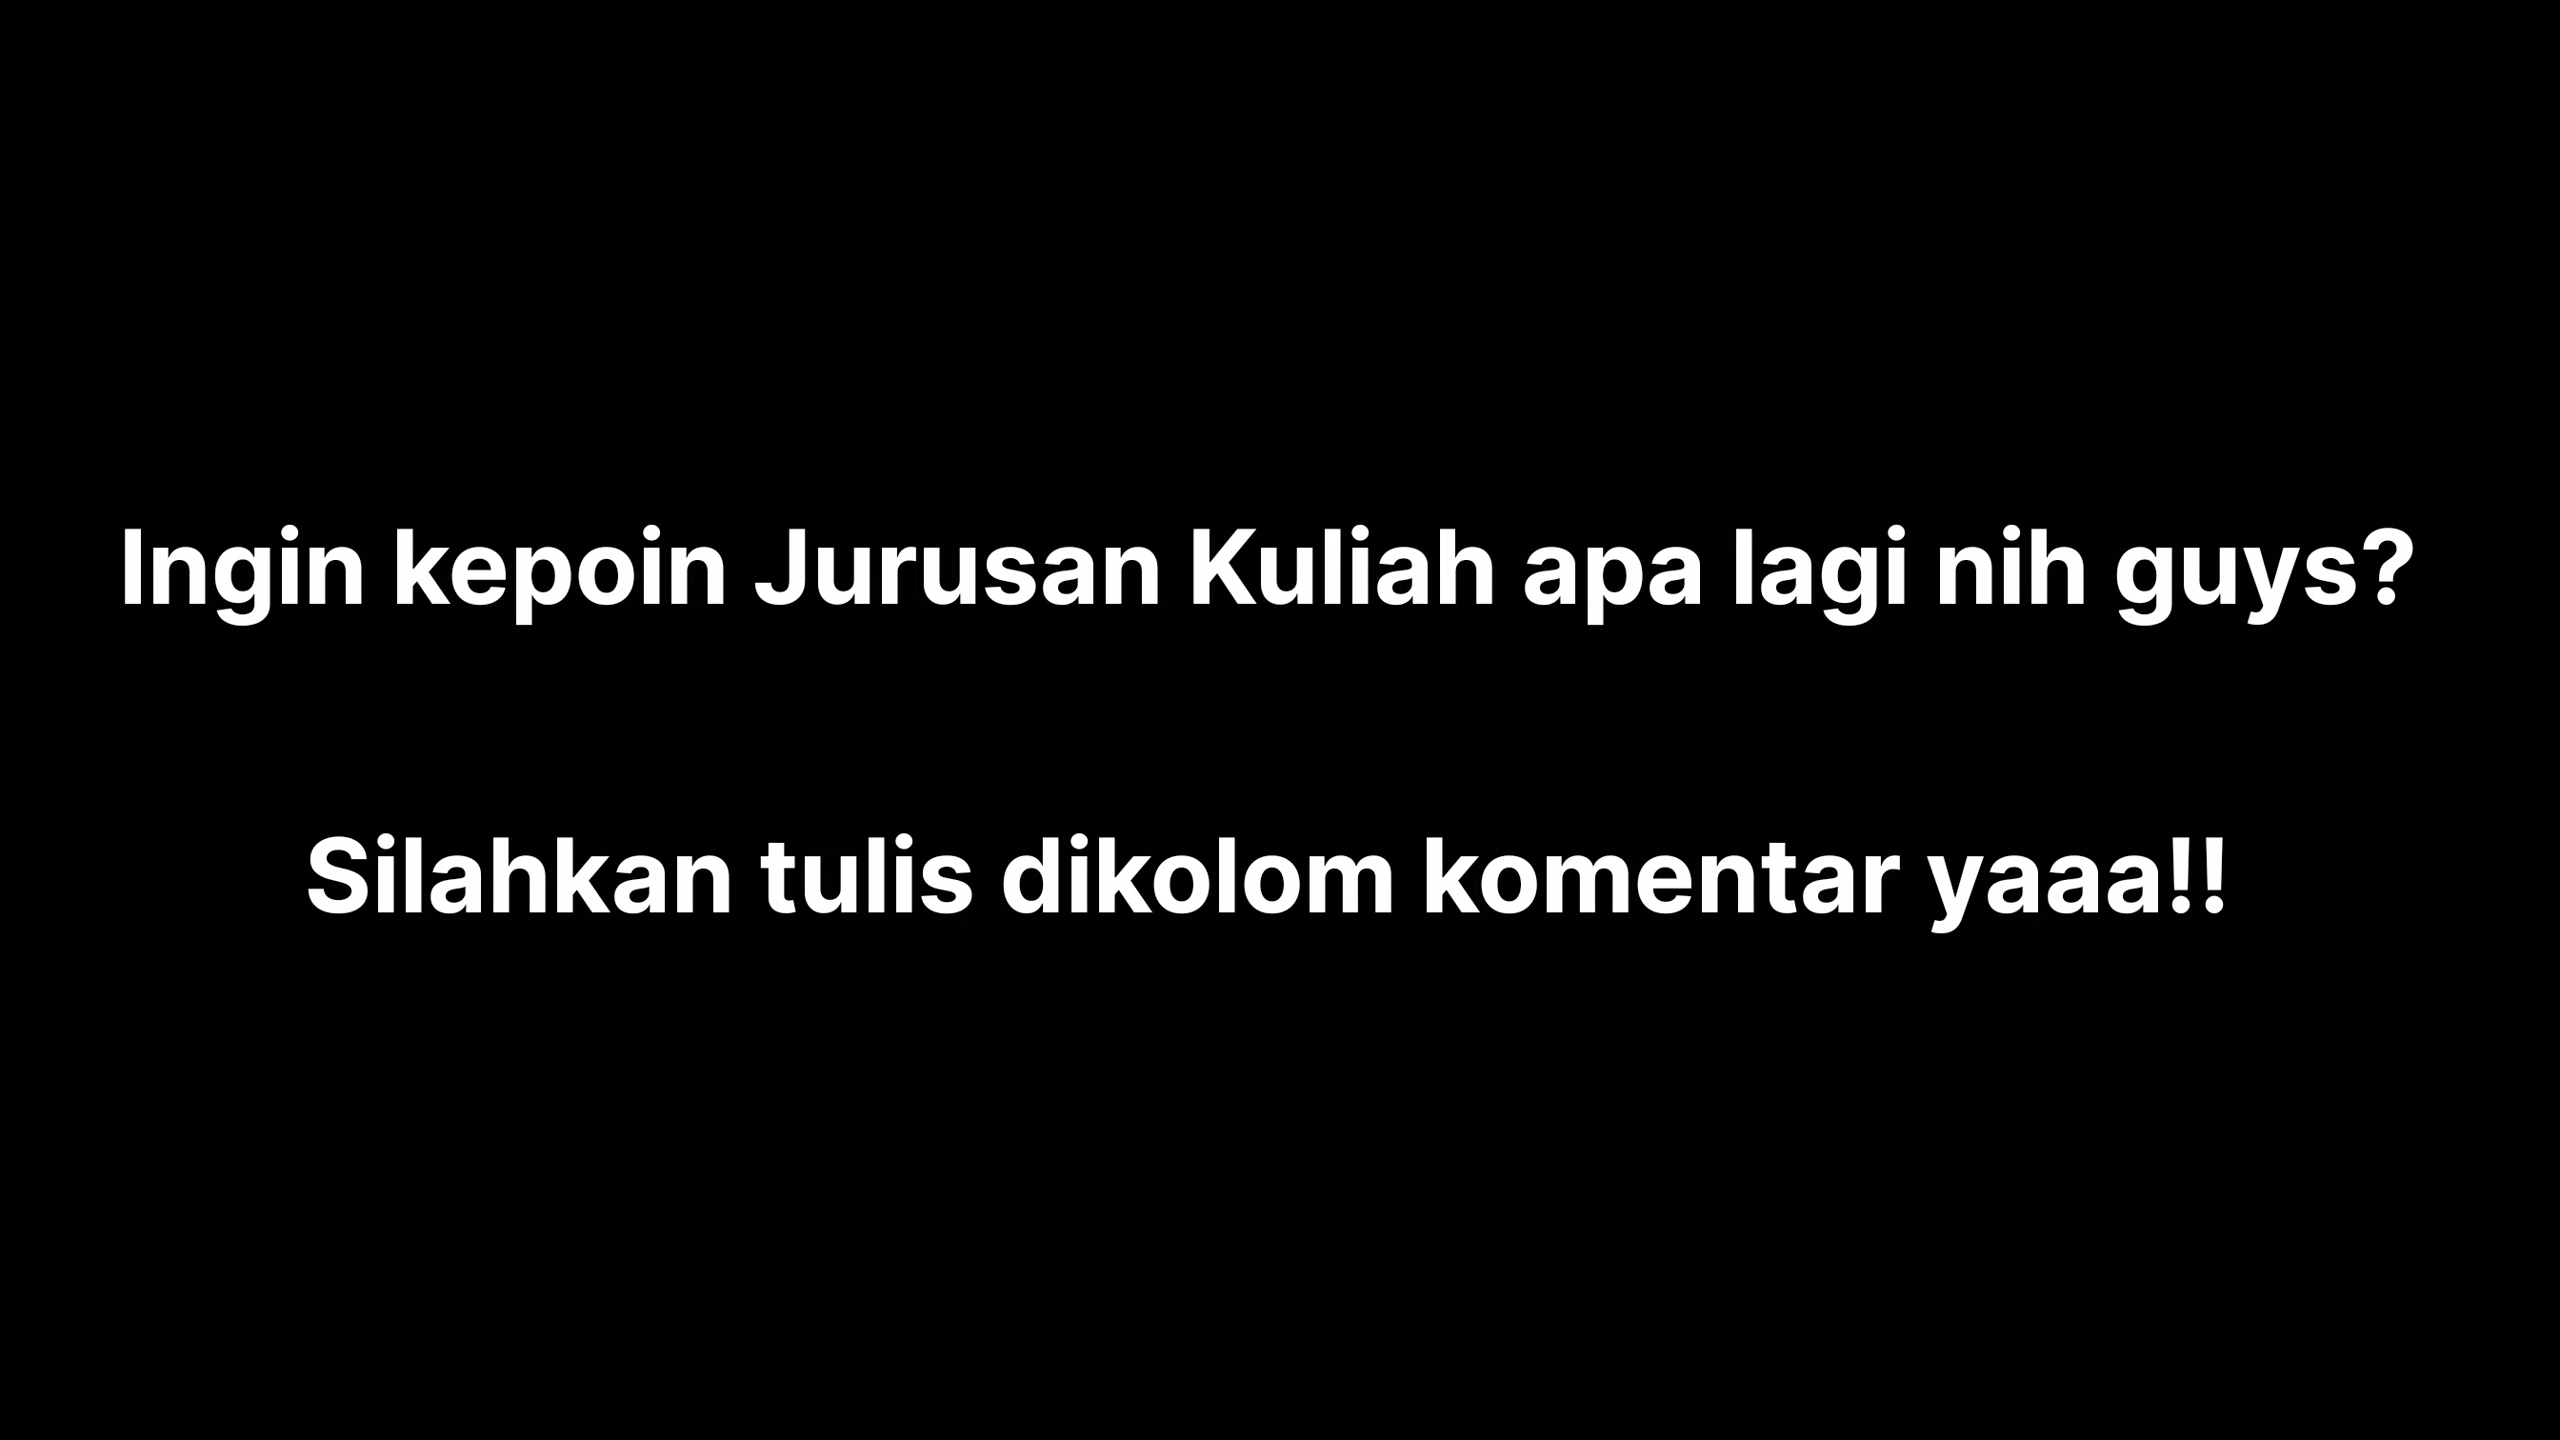 Ingin kepoin Jurusan Kuliah apa lagi nih guys?
Silahkan tulis dikolom komentar yaaa!!